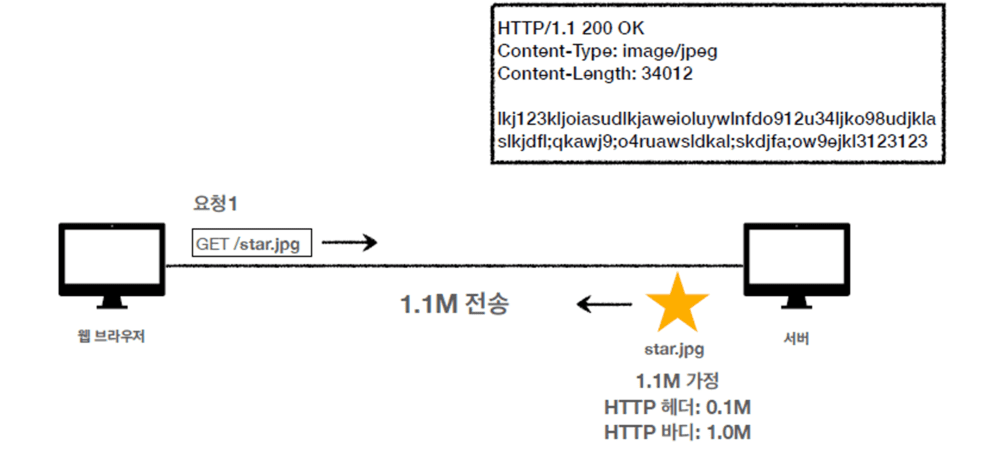 HTTP/1.1 200 OK
Content-Type: image/jpeg
Content-Length: 34012
lkj123kljoiasudlkjaweioluywlnfdo912u34ljko98udjkla
slkjdfl;qkawj9;o4ruawsldkal;skdjfa;ow9ejkl3123123
요청1
GET /star.jpg
1.1M 전송
웹 브라우저
서버
star.jpg
1.1M 가정
HTTP 헤더: 0.1M
HTTP 바디: 1.0M